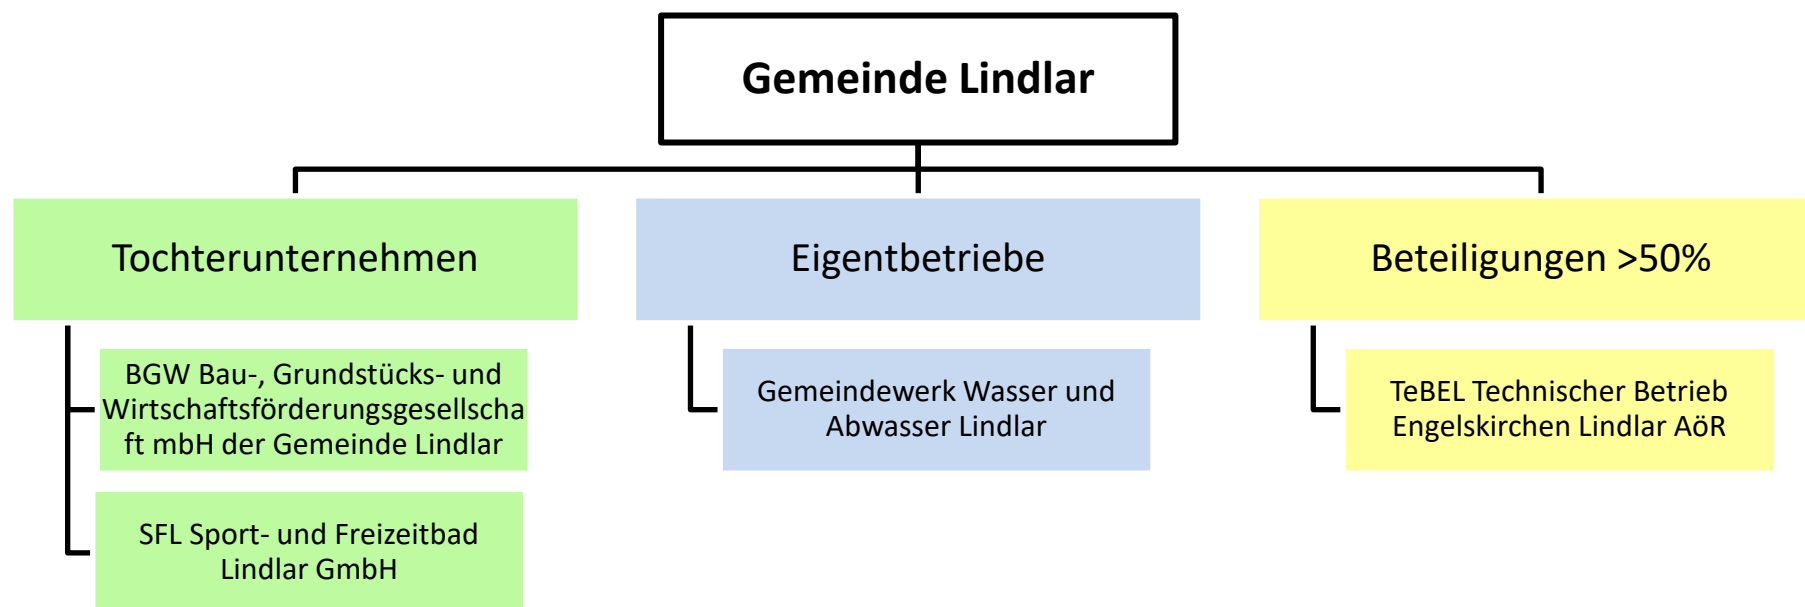 Gemeinde Lindlar
Tochterunternehmen
BGW Bau-, Grundstücks- und
Wirtschaftsförderungsgesellscha
ft mbH der Gemeinde Lindlar
SFL Sport- und Freizeitbad
Lindlar GmbH
Eigentbetriebe
Gemeindewerk Wasser und
Abwasser Lindlar
Beteiligungen >50%
TeBEL Technischer Betrieb
Engelskirchen Lindlar AöR